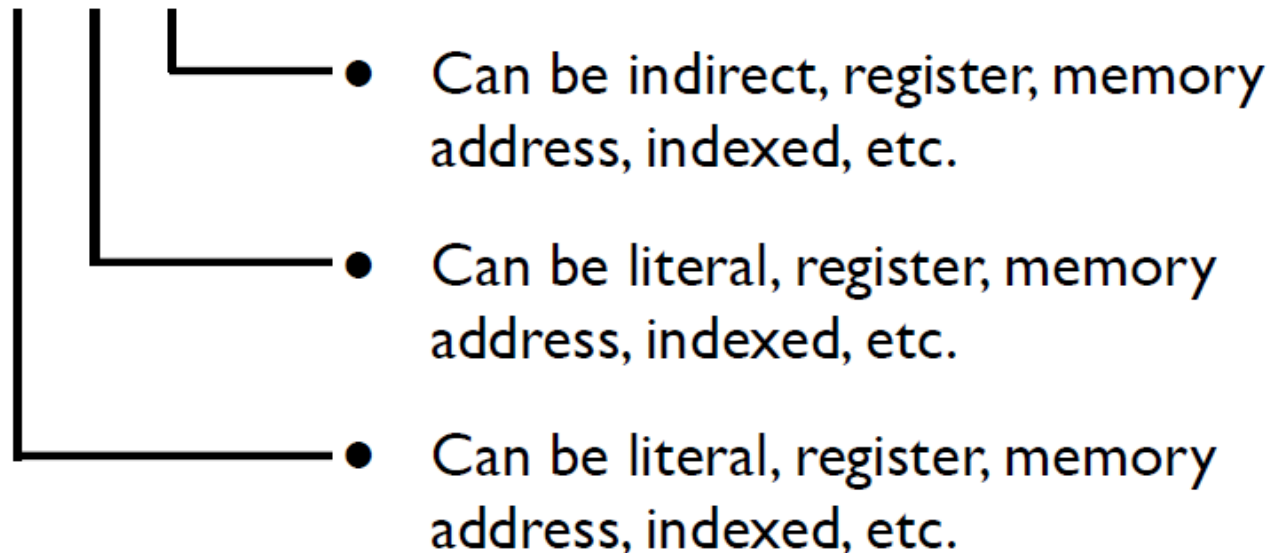 • Can be indirect, register, memory
address, indexed, etc.
• Can be literal, register, memory
address, indexed, etc.
• Can be literal, register, memory
address, indexed, etc.